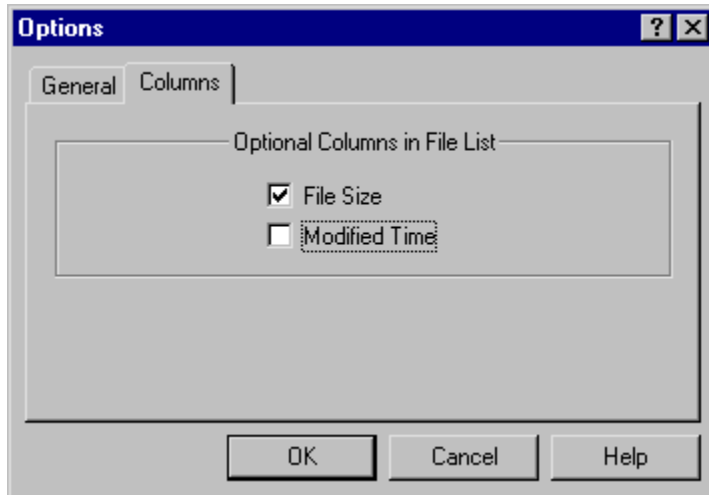 Options
General Columns
Optional Columns in File List
File Size
Modified Time
OK Cancel Help